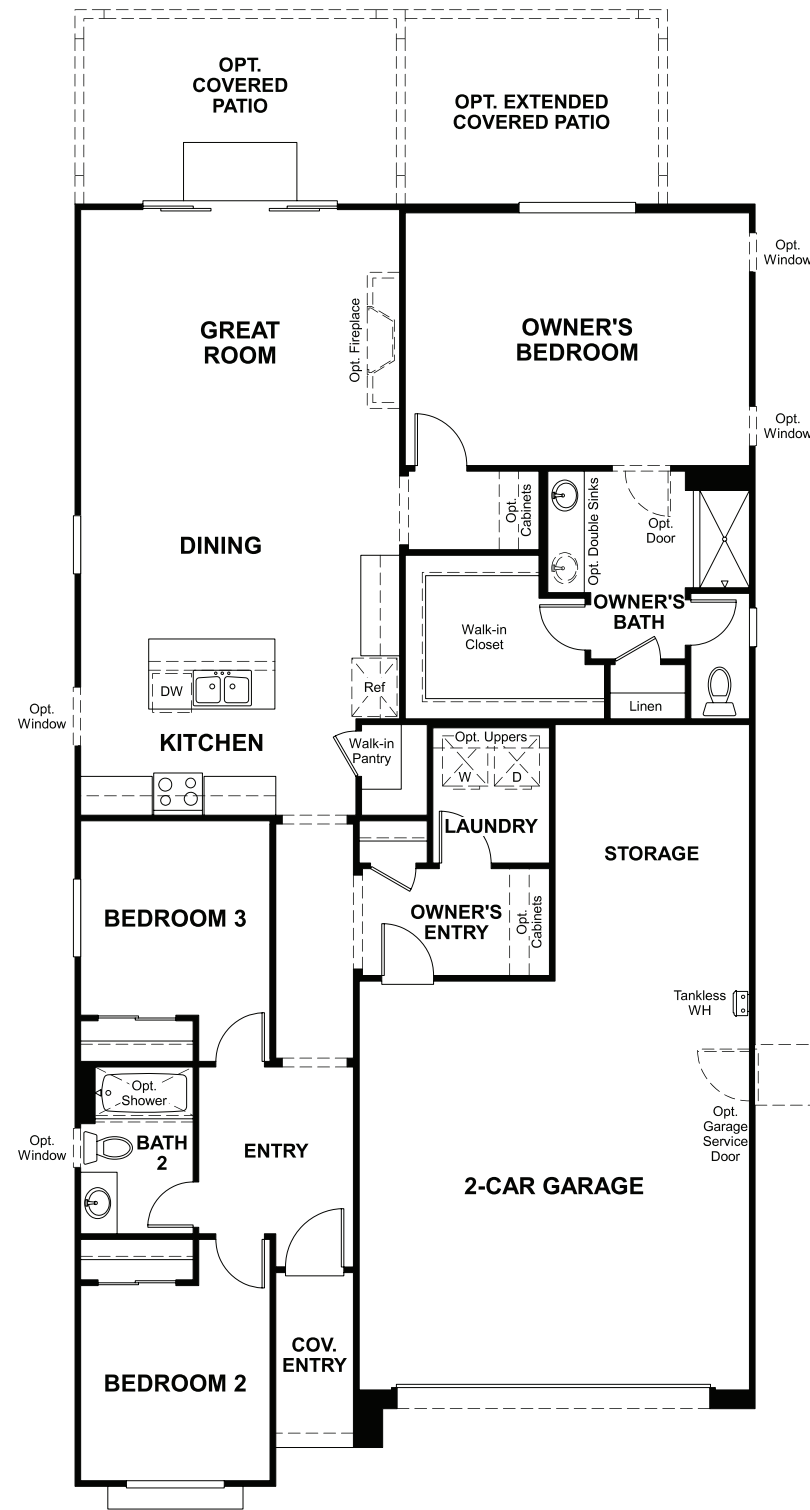 OPT.
COVERED
PATIO
OPT. EXTENDED
COVERED PATIO
Opt.
Window
GREAT
ROOM
Opt. Fireplace
OWNER'S
BEDROOM
Opt.
Window
Opt.
Cabinets
Opt. Double Sinks
Opt.
Door
DINING
OWNER'S
BATH
Walk-in
Closet
DW
Ref
Linen
Opt.
Window
KITCHEN
Walk-in
Pantry
Opt. Uppers
W
D
LAUNDRY
STORAGE
BEDROOM 3
OWNER'S
ENTRY
Opt.
Cabinets
Tankless
WH
Opt.
Shower
Opt.
Garage
Service
Door
Opt.
Window
BATH
2
ENTRY
2-CAR GARAGE
COV.
ENTRY
BEDROOM 2